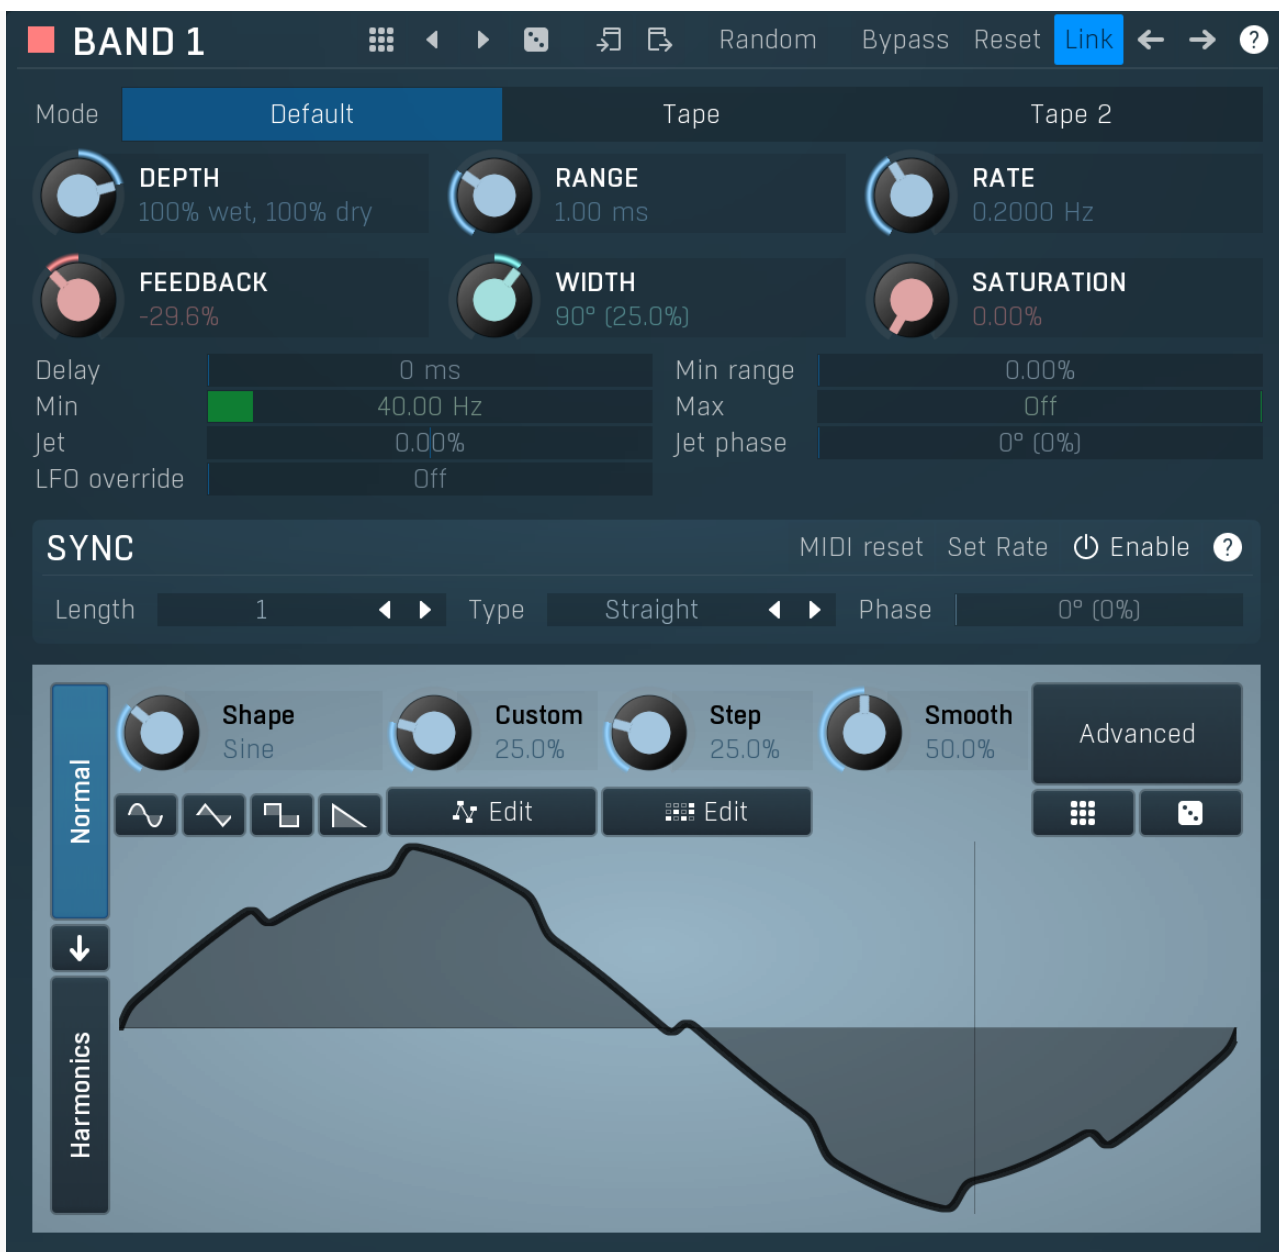 BAND 1 Random Bypass Reset Link ?
Mode Default Tape Tape 2
DEPTH RANGE RATE
100% wet, 100% dry 1.00 ms 0.2000 Hz
FEEDBACK WIDTH SATURATION
-29.6% 90° (25.0%) 0.00%
Delay 0 ms Min range 0.00%
Min 40.00 Hz Max Off
Jet 0.00% Jet phase 0° (0%)
LFO override Off
SYNC MIDI reset Set Rate Enable ?
Length 1 Type Straight Phase 0° (0%)
Normal
Shape Custom Step Smooth Advanced
Sine 25.0% 25.0% 50.0%
Edit Edit
Harmonics